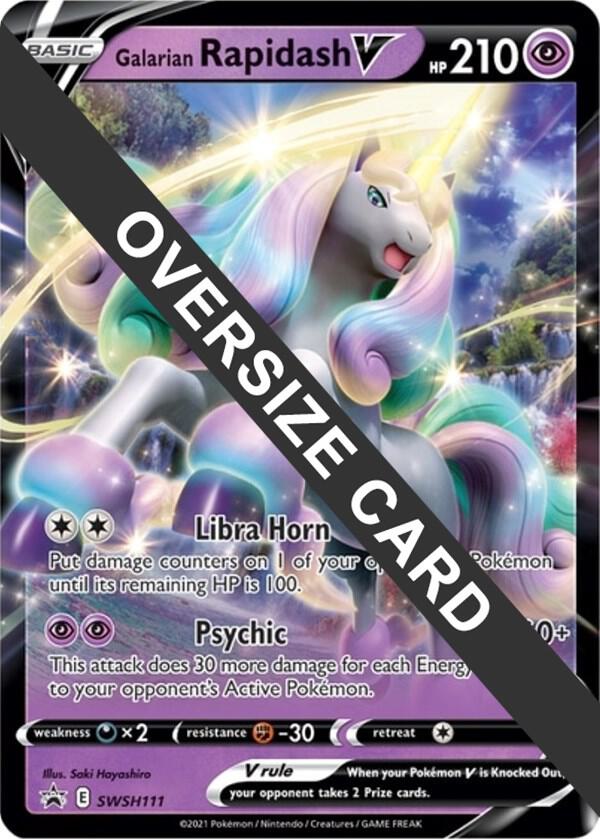 BASIC Galarian Rapidash V HP 210
OVERSIZE CARD
Libra Horn
Put damage counters on 1 of your Pokémon
until its remaining HP is 100.
Psychic 0+
This attack does 30 more damage for each Energy
to your opponent's Active Pokémon.
weakness ×2 resistance -30 retreat
Illus. Saki Hayashiro
V rule When your Pokémon V is Knocked Out,
your opponent takes 2 Prize cards.
E SWSH111
©2021 Pokémon / Nintendo / Creatures / GAME FREAK